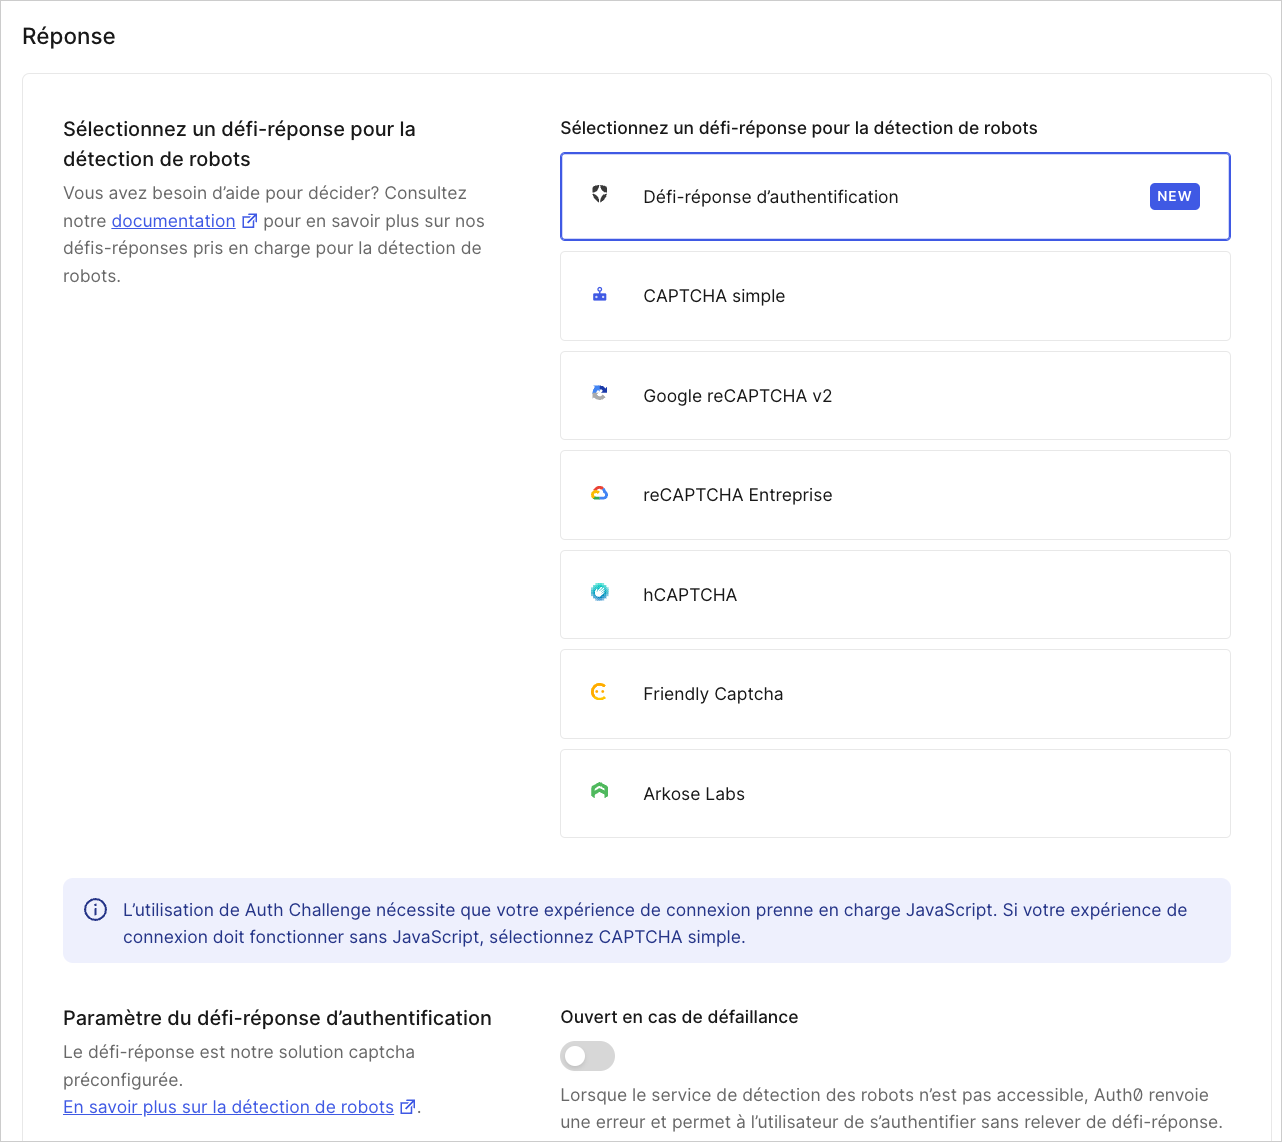 Réponse
Sélectionnez un défi-réponse pour la
détection de robots
Vous avez besoin d’aide pour décider? Consultez
notre documentation pour en savoir plus sur nos
défis-réponses pris en charge pour la détection de
robots.
Sélectionnez un défi-réponse pour la détection de robots
Défi-réponse d’authentification NEW
CAPTCHA simple
Google reCAPTCHA v2
reCAPTCHA Entreprise
hCAPTCHA
Friendly Captcha
Arkose Labs
L’utilisation de Auth Challenge nécessite que votre expérience de connexion prenne en charge JavaScript. Si votre expérience de
connexion doit fonctionner sans JavaScript, sélectionnez CAPTCHA simple.
Paramètre du défi-réponse d’authentification
Le défi-réponse est notre solution captcha
préconfigurée.
En savoir plus sur la détection de robots.
Ouvert en cas de défaillance
Lorsque le service de détection des robots n’est pas accessible, Auth0 renvoie
une erreur et permet à l’utilisateur de s’authentifier sans relever de défi-réponse.